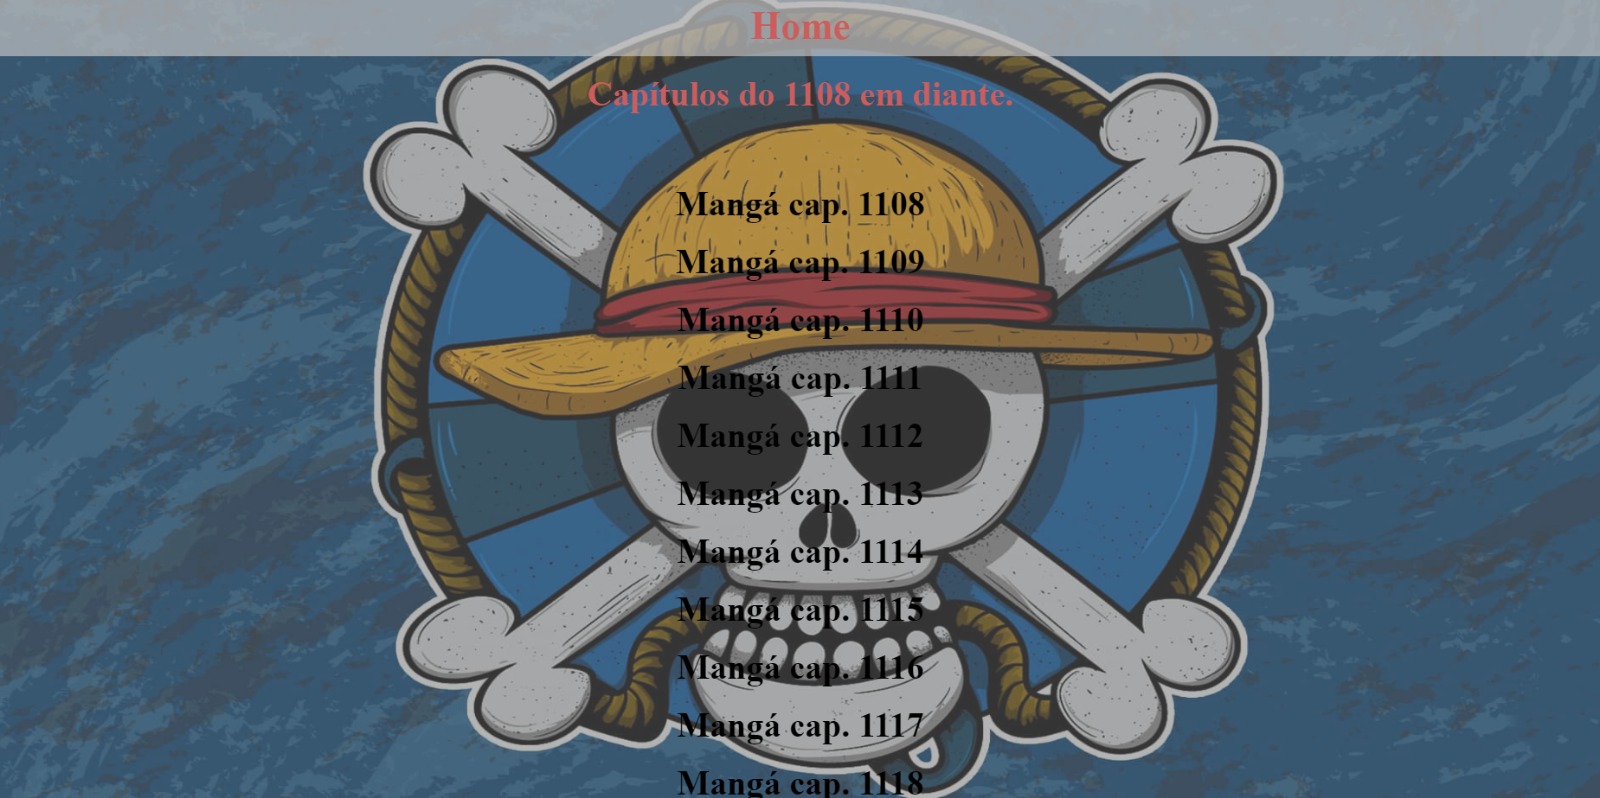 Home
Capítulos do 1108 em diante.
Mangá cap. 1108
Mangá cap. 1109
Mangá cap. 1110
Mangá cap. 1111
Mangá cap. 1112
Mangá cap. 1113
Mangá cap. 1114
Mangá cap. 1115
Mangá cap. 1116
Mangá cap. 1117
Mangá cap. 1118